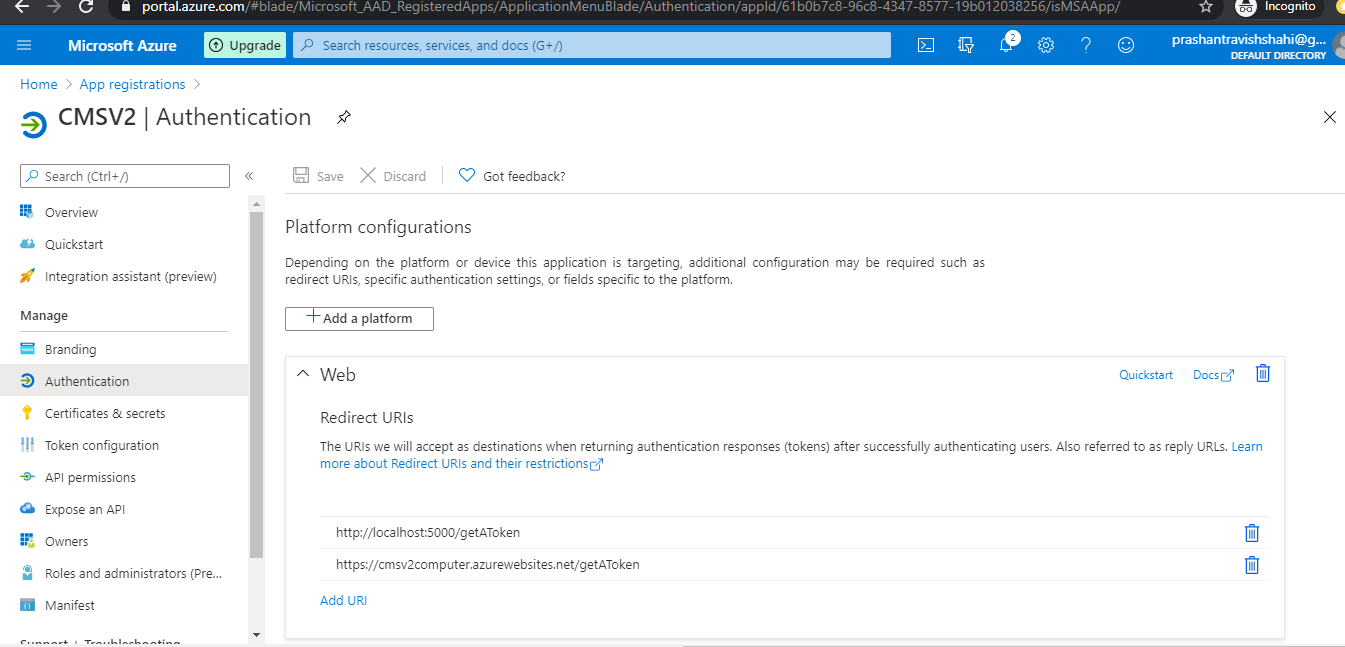 portal.azure.com/#blade/Microsoft_AAD_RegisteredApps/ApplicationMenuBlade/Authentication/appId/61b0b7c8-96c8-4347-8577-19b012038256/isMSAApp/
Incognito
Microsoft Azure
Upgrade
Search resources, services, and docs (G+/)
2
prashantravishshahi@g...
DEFAULT DIRECTORY
Home > App registrations >
CMSV2 | Authentication
Search (Ctrl+/)
«
Save
Discard
Got feedback?
Overview
Quickstart
Integration assistant (preview)
Manage
Branding
Authentication
Certificates & secrets
Token configuration
API permissions
Expose an API
Owners
Roles and administrators (Pre...
Manifest
Support + Troubleshooting
Platform configurations
Depending on the platform or device this application is targeting, additional configuration may be required such as
redirect URIs, specific authentication settings, or fields specific to the platform.
Add a platform
Web
Quickstart
Docs
Redirect URIs
The URIs we will accept as destinations when returning authentication responses (tokens) after successfully authenticating users. Also referred to as reply URLs. Learn
more about Redirect URIs and their restrictions
http://localhost:5000/getAToken
https://cmsv2computer.azurewebsites.net/getAToken
Add URI